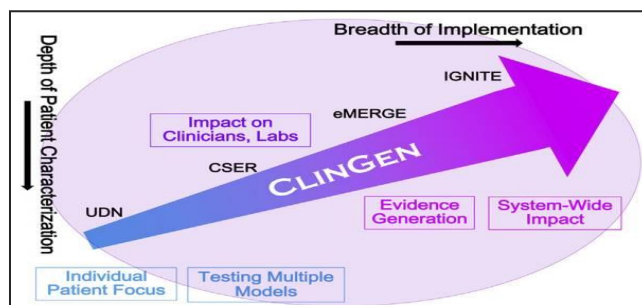 Breadth of Implementation
Depth of Patient Characterization
IGNITE
eMERGE
Impact on
Clinicians, Labs
CSER
CLINGEN
UDN
Evidence
Generation
System-Wide
Impact
Individual
Patient Focus
Testing Multiple
Models